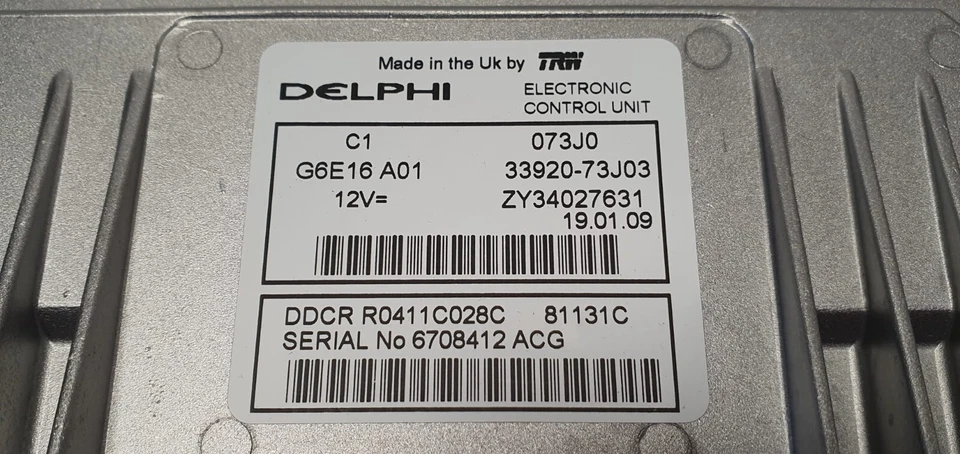 Made in the Uk by TRW
DELPHI ELECTRONIC
CONTROL UNIT
C1 073J0
G6E16 A01 33920-73J03
12V= ZY34027631
19.01.09
DDCR R0411C028C 81131C
SERIAL No 6708412 ACG